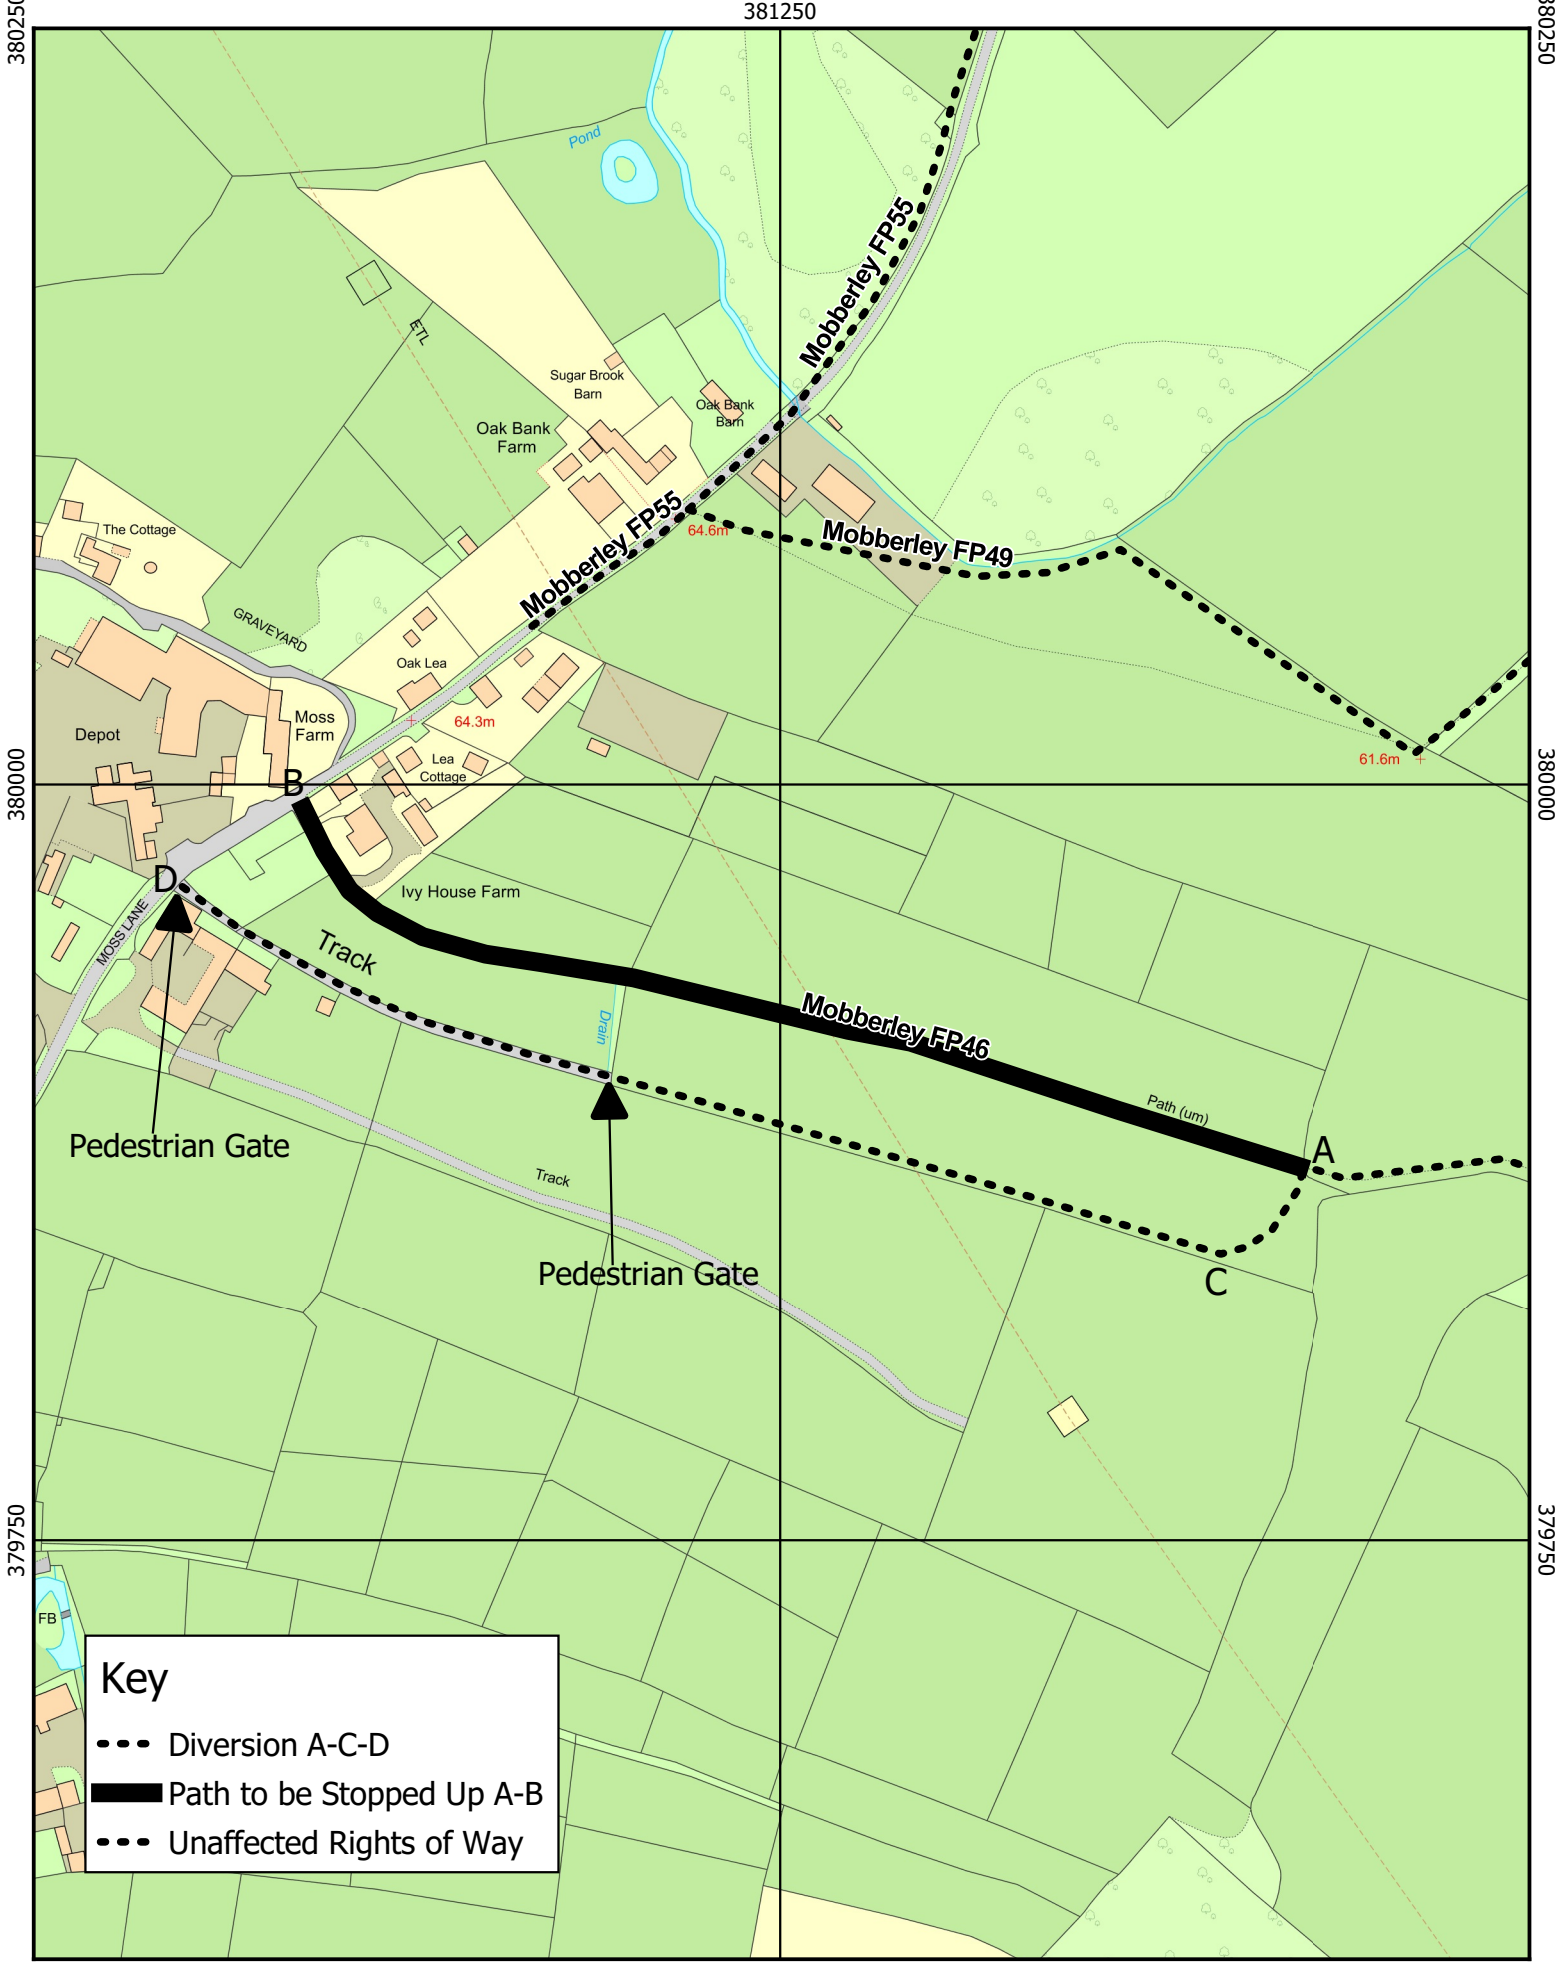 381250
380250
380250
Pond
Mobberley FP55
ETL
Sugar Brook
Barn
Oak Bank
Barn
Oak Bank
Farm
Mobberley FP55
64.6m
Mobberley FP49
The Cottage
GRAVEYARD
Oak Lea
64.3m
Moss
Farm
Depot
Lea
Cottage
61.6m
B
380000
380000
D
Ivy House Farm
MOSS LANE
Track
Mobberley FP46
Drain
Path (um)
A
Pedestrian Gate
Track
Pedestrian Gate
C
379750
379750
FB
Key
Diversion A-C-D
Path to be Stopped Up A-B
Unaffected Rights of Way